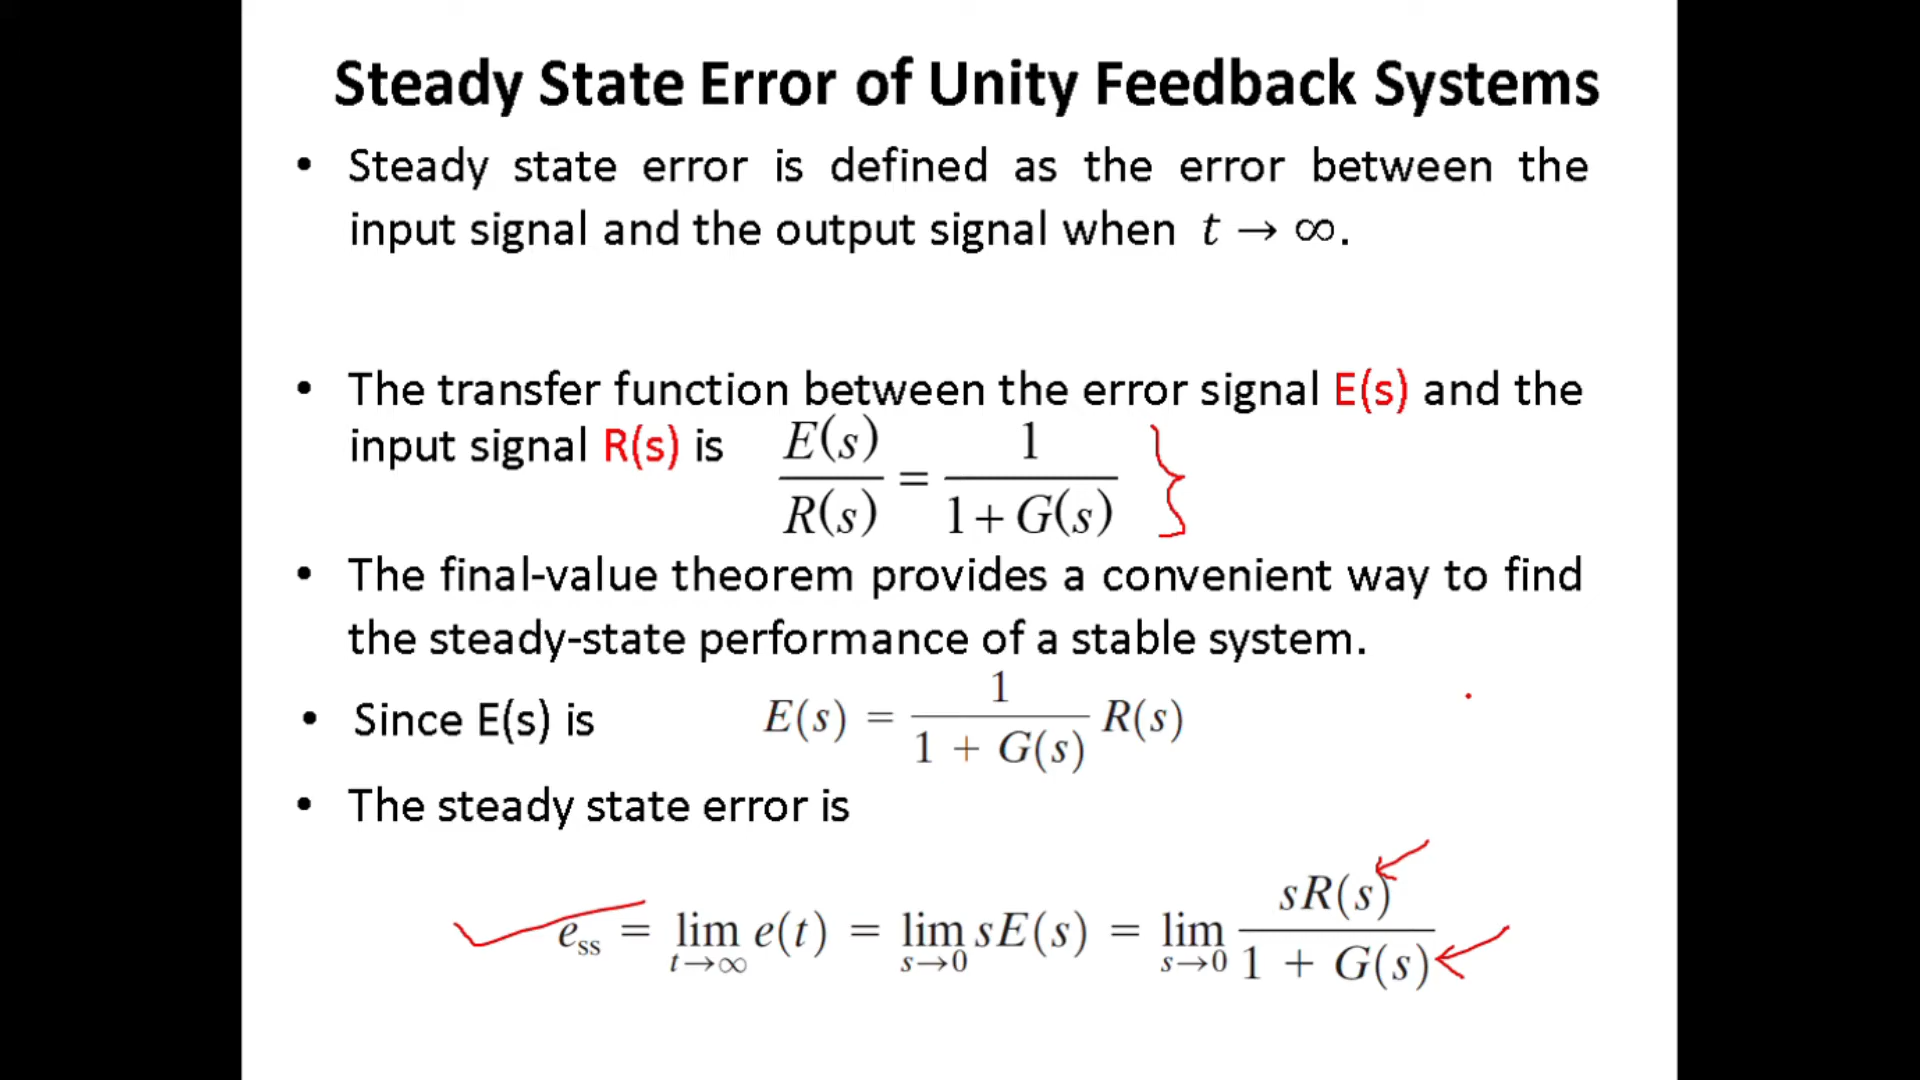 Steady State Error of Unity Feedback Systems
• Steady state error is defined as the error between the
input signal and the output signal when t → ∞.
• The transfer function between the error signal E(s) and the
input signal R(s) is E(s)/R(s) = 1/(1+G(s))
• The final-value theorem provides a convenient way to find
the steady-state performance of a stable system.
• Since E(s) is E(s) = 1/(1 + G(s)) R(s)
• The steady state error is
e_ss = lim_{t→∞} e(t) = lim_{s→0} sE(s) = lim_{s→0} sR(s)/(1 + G(s))